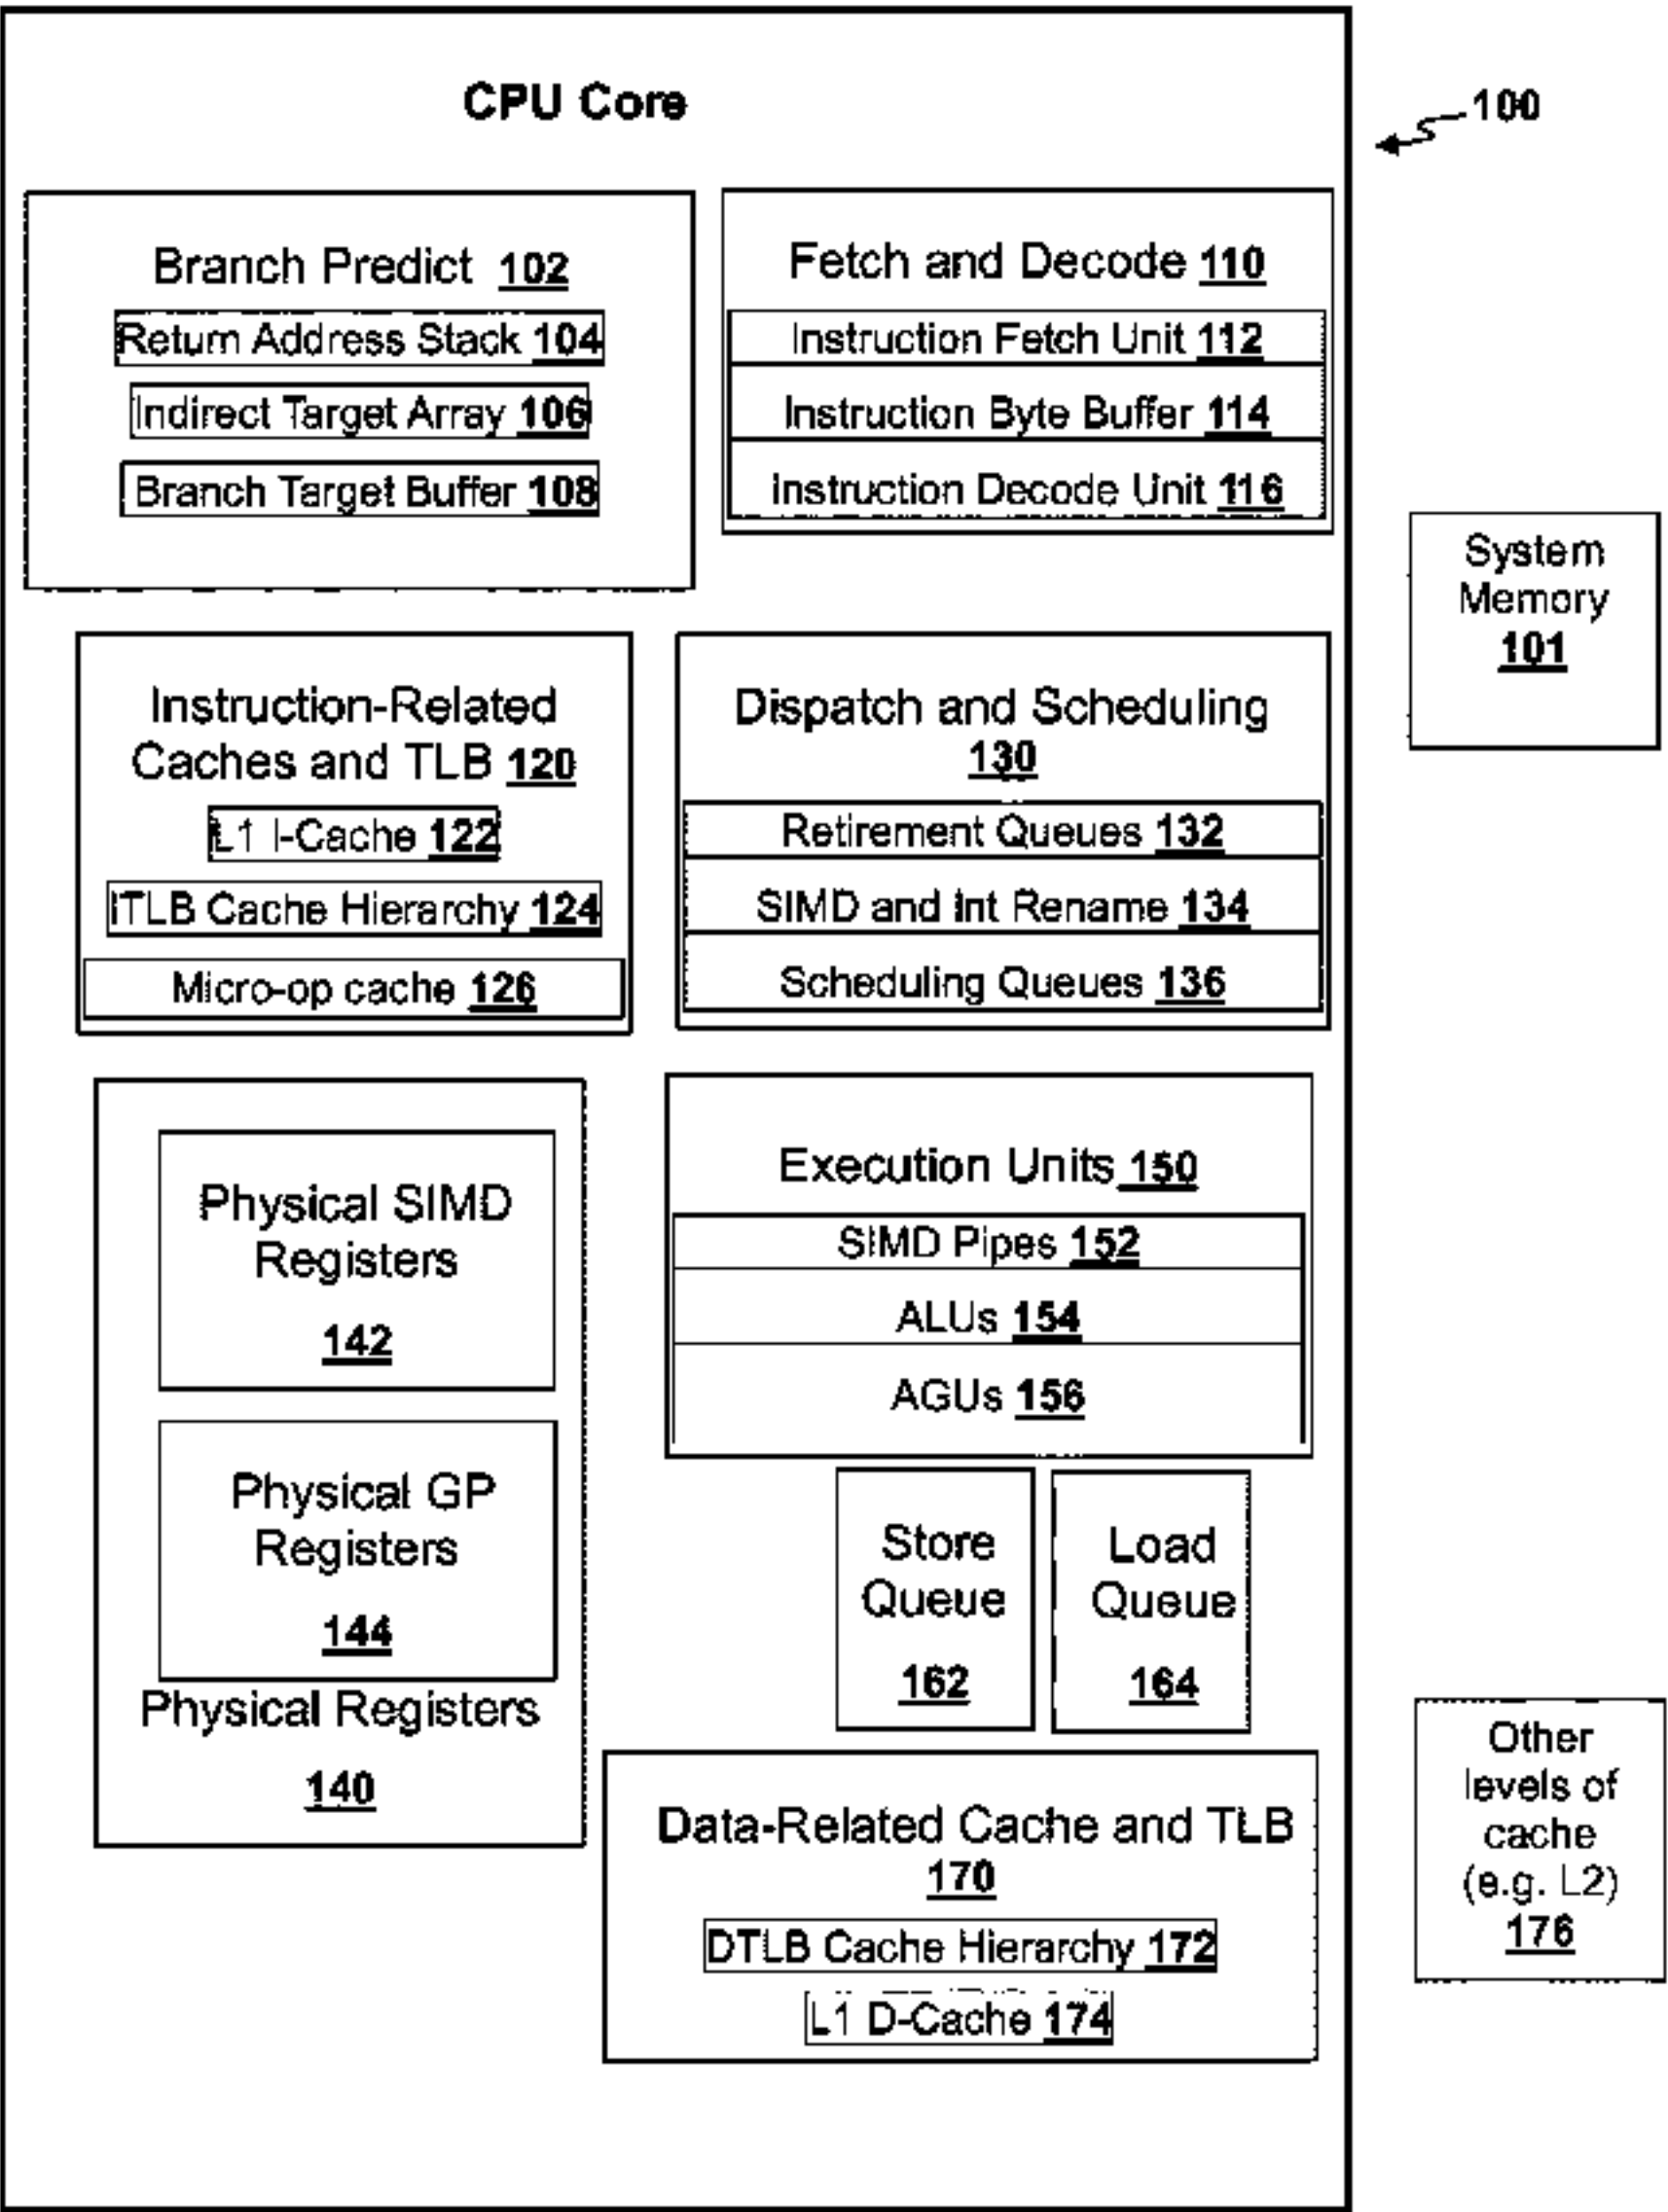 CPU Core
100
Branch Predict 102
Return Address Stack 104
Indirect Target Array 106
Branch Target Buffer 108
Fetch and Decode 110
Instruction Fetch Unit 112
Instruction Byte Buffer 114
Instruction Decode Unit 116
System
Memory
101
Instruction-Related
Caches and TLB 120
L1 I-Cache 122
ITLB Cache Hierarchy 124
Micro-op cache 126
Dispatch and Scheduling
130
Retirement Queues 132
SIMD and Int Rename 134
Scheduling Queues 136
Physical SIMD
Registers
142
Physical GP
Registers
144
Physical Registers
140
Execution Units 150
SIMD Pipes 152
ALUs 154
AGUs 156
Store
Queue
162
Load
Queue
164
Data-Related Cache and TLB
170
DTLB Cache Hierarchy 172
L1 D-Cache 174
Other
levels of
cache
(e.g. L2)
176